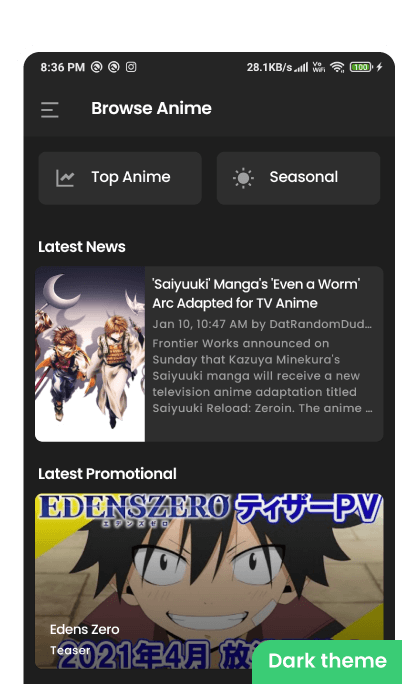 8:36 PM
28.1KB/s
Vo
WiFi
100
Browse Anime
Top Anime
Seasonal
Latest News
'Saiyuuki' Manga's 'Even a Worm'
Arc Adapted for TV Anime
Jan 10, 10:47 AM by DatRandomDud...
Frontier Works announced on
Sunday that Kazuya Minekura's
Saiyuuki manga will receive a new
television anime adaptation titled
Saiyuuki Reload: Zeroin. The anime ...
Latest Promotional
EDENSZERO ティザーPV
エデンズゼロ
Edens Zero
Teaser
2021年4月 放
Dark theme